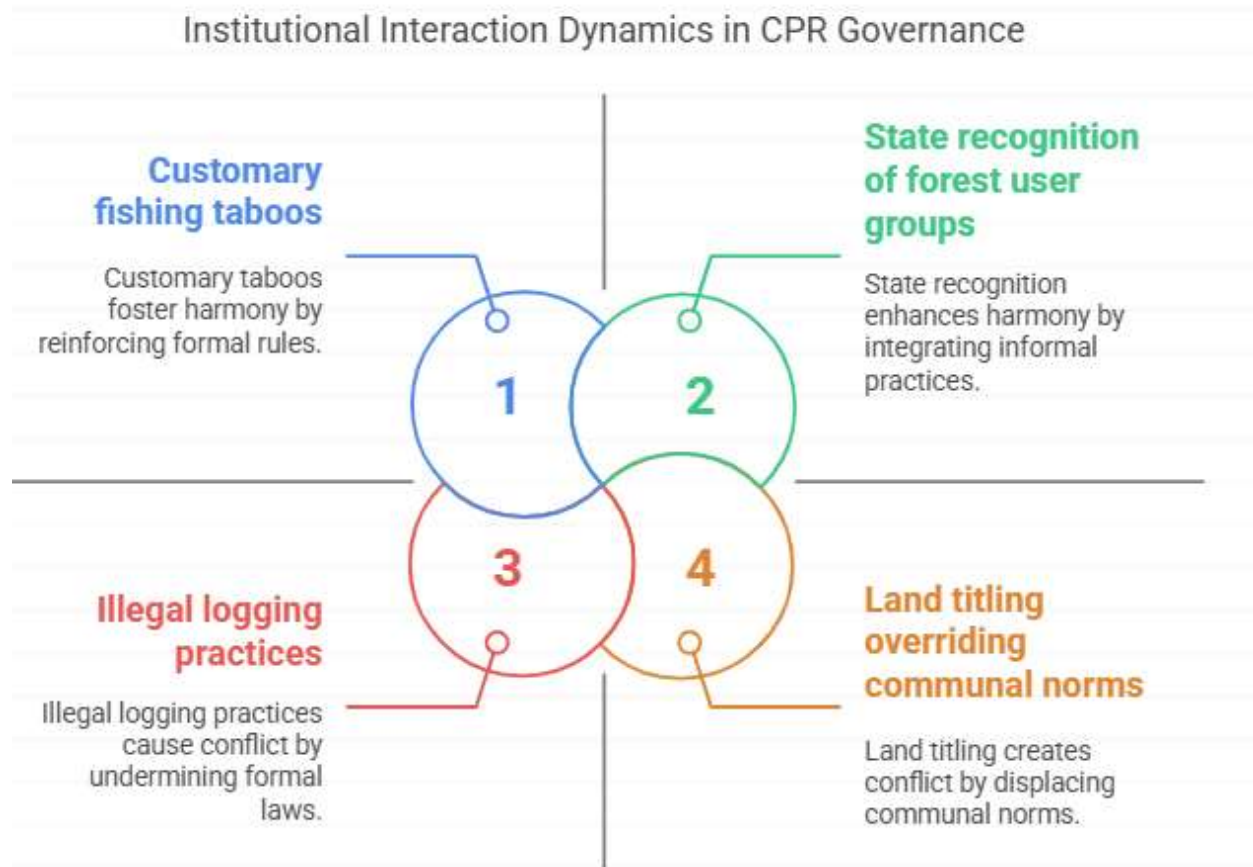 Institutional Interaction Dynamics in CPR Governance
Customary
fishing taboos
Customary taboos
foster harmony by
reinforcing formal rules.
State recognition
of forest user
groups
State recognition
enhances harmony by
integrating informal
practices.
1
2
3
4
Illegal logging
practices
Illegal logging practices
cause conflict by
undermining formal
laws.
Land titling
overriding
communal norms
Land titling creates
conflict by displacing
communal norms.